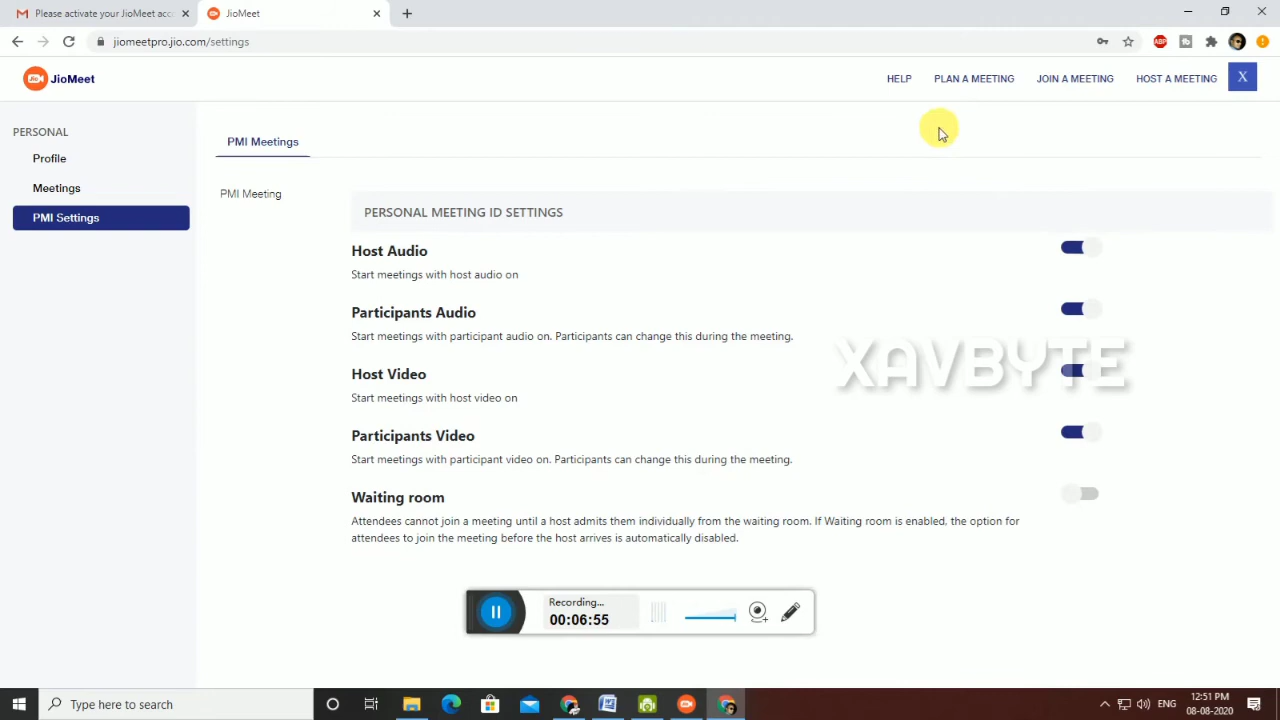 Please activate your JioMeet acc
JioMeet
jiomeetpro.jio.com/settings
ABP
Jio JioMeet
HELP
PLAN A MEETING
JOIN A MEETING
HOST A MEETING
X
PERSONAL
Profile
Meetings
PMI Settings
PMI Meetings
PMI Meeting
PERSONAL MEETING ID SETTINGS
Host Audio
Start meetings with host audio on
Participants Audio
Start meetings with participant audio on. Participants can change this during the meeting.
XAVBYTE
Host Video
Start meetings with host video on
Participants Video
Start meetings with participant video on. Participants can change this during the meeting.
Waiting room
Attendees cannot join a meeting until a host admits them individually from the waiting room. If Waiting room is enabled, the option for
attendees to join the meeting before the host arrives is automatically disabled.
Recording...
00:06:55
Type here to search
ENG
12:51 PM
08-08-2020